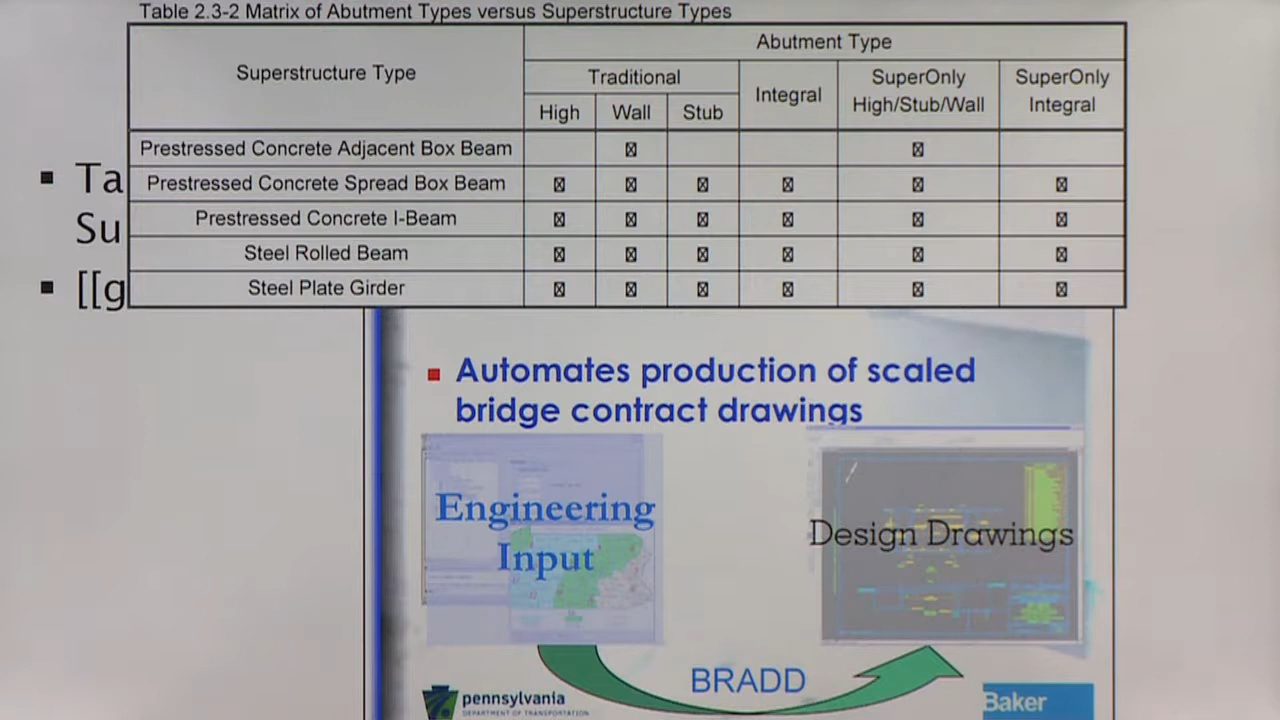 Table 2.3-2 Matrix of Abutment Types versus Superstructure Types
Superstructure Type
Abutment Type
Traditional
Integral
SuperOnly
High/Stub/Wall
SuperOnly
Integral
High Wall Stub
Prestressed Concrete Adjacent Box Beam ☒ ☒
Prestressed Concrete Spread Box Beam ☒ ☒ ☒ ☒ ☒ ☒
Prestressed Concrete I-Beam ☒ ☒ ☒ ☒ ☒ ☒
Steel Rolled Beam ☒ ☒ ☒ ☒ ☒ ☒
Steel Plate Girder ☒ ☒ ☒ ☒ ☒ ☒
▪ Ta
Su
▪ [[g
▪ Automates production of scaled
bridge contract drawings
Engineering
Input
Design Drawings
BRADD
pennsylvania
DEPARTMENT OF TRANSPORTATION
Baker